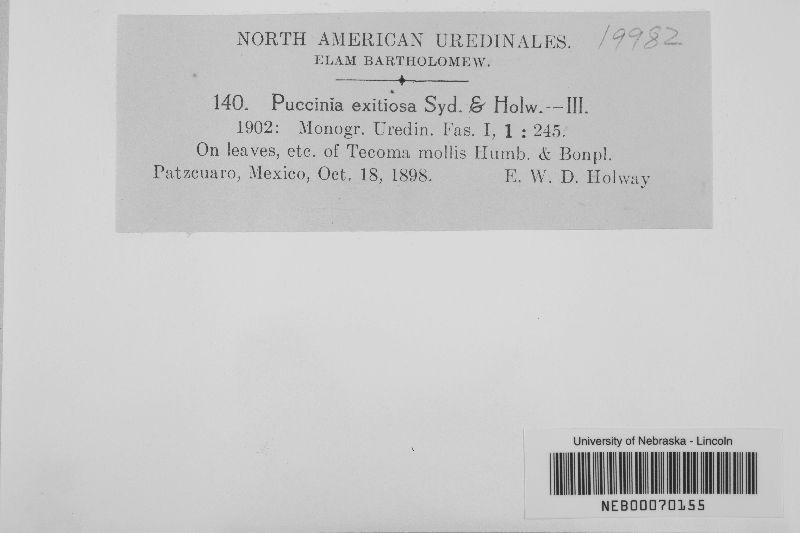 NORTH AMERICAN UREDINALES. 19982
ELAM BARTHOLOMEW.
140. Puccinia exitiosa Syd. & Holw.--III.
1902: Monogr. Uredin. Fas. I, 1 : 245.
On leaves, etc. of Tecoma mollis Humb. & Bonpl.
Patzcuaro, Mexico, Oct. 18, 1898. E. W. D. Holway
University of Nebraska - Lincoln
NEB00070155